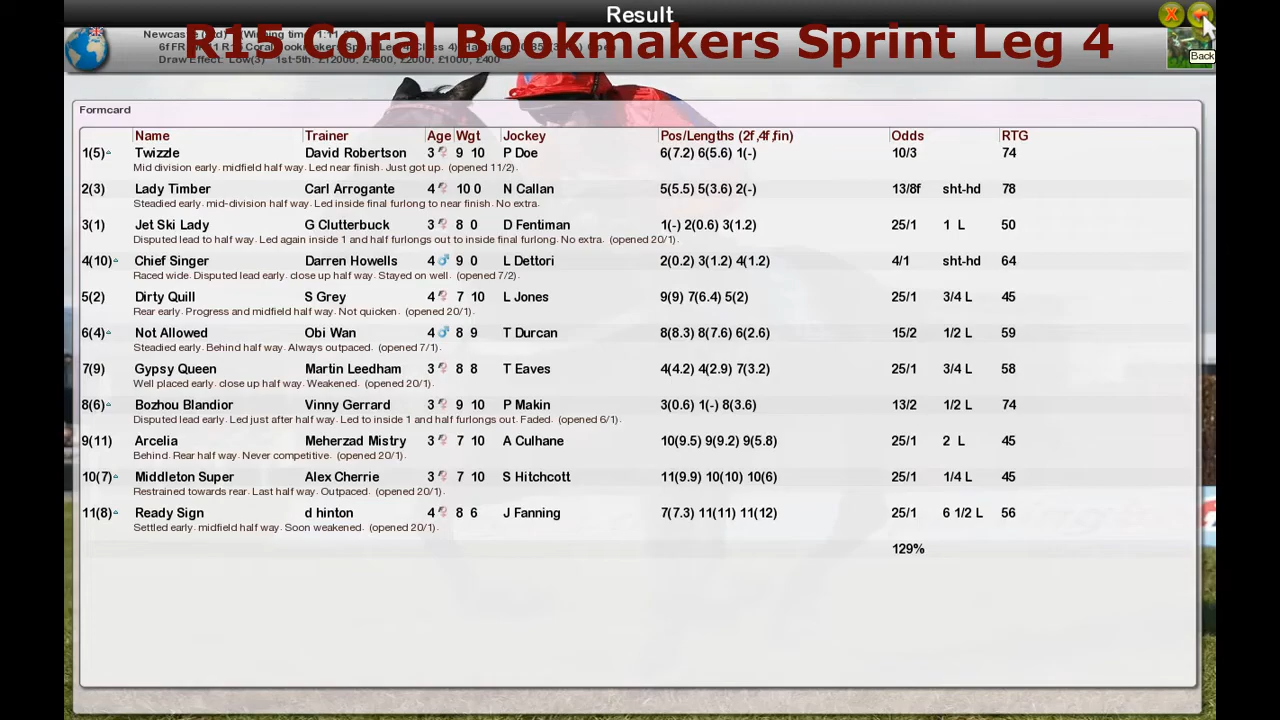 Result
R15 Coral Bookmakers Sprint Leg 4
Back
Formcard
Name Trainer Age Wgt Jockey Pos/Lengths (2f,4f,fin) Odds RTG
1(5) Twizzle David Robertson 3 9 10 P Doe 6(7.2) 6(5.6) 1(-) 10/3 74
Mid division early. midfield half way. Led near finish. Just got up. (opened 11/2).
2(3) Lady Timber Carl Arrogante 4 10 0 N Callan 5(5.5) 5(3.6) 2(-) 13/8f sht-hd 78
Steadied early. mid-division half way. Led inside final furlong to near finish. No extra.
3(1) Jet Ski Lady G Clutterbuck 3 8 0 D Fentiman 1(-) 2(0.6) 3(1.2) 25/1 1 L 50
Disputed lead to half way. Led again inside 1 and half furlongs out to inside final furlong. No extra. (opened 20/1).
4(10) Chief Singer Darren Howells 4 9 0 L Dettori 2(0.2) 3(1.2) 4(1.2) 4/1 sht-hd 64
Raced wide. Disputed lead early. close up half way. Stayed on well. (opened 7/2).
5(2) Dirty Quill S Grey 4 7 10 L Jones 9(9) 7(6.4) 5(2) 25/1 3/4 L 45
Rear early. Progress and midfield half way. Not quicken. (opened 20/1).
6(4) Not Allowed Obi Wan 4 8 9 T Durcan 8(8.3) 8(7.6) 6(2.6) 15/2 1/2 L 59
Steadied early. Behind half way. Always outpaced. (opened 7/1).
7(9) Gypsy Queen Martin Leedham 3 8 8 T Eaves 4(4.2) 4(2.9) 7(3.2) 25/1 3/4 L 58
Well placed early. close up half way. Weakened. (opened 20/1).
8(6) Bozhou Blandior Vinny Gerrard 3 9 10 P Makin 3(0.6) 1(-) 8(3.6) 13/2 1/2 L 74
Disputed lead early. Led just after half way. Led to inside 1 and half furlongs out. Faded. (opened 6/1).
9(11) Arcelia Meherzad Mistry 3 7 10 A Culhane 10(9.5) 9(9.2) 9(5.8) 25/1 2 L 45
Behind. Rear half way. Never competitive. (opened 20/1).
10(7) Middleton Super Alex Cherrie 3 7 10 S Hitchcott 11(9.9) 10(10) 10(6) 25/1 1/4 L 45
Restrained towards rear. Last half way. Outpaced. (opened 20/1).
11(8) Ready Sign d hinton 4 8 6 J Fanning 7(7.3) 11(11) 11(12) 25/1 6 1/2 L 56
Settled early. midfield half way. Soon weakened. (opened 20/1).
129%